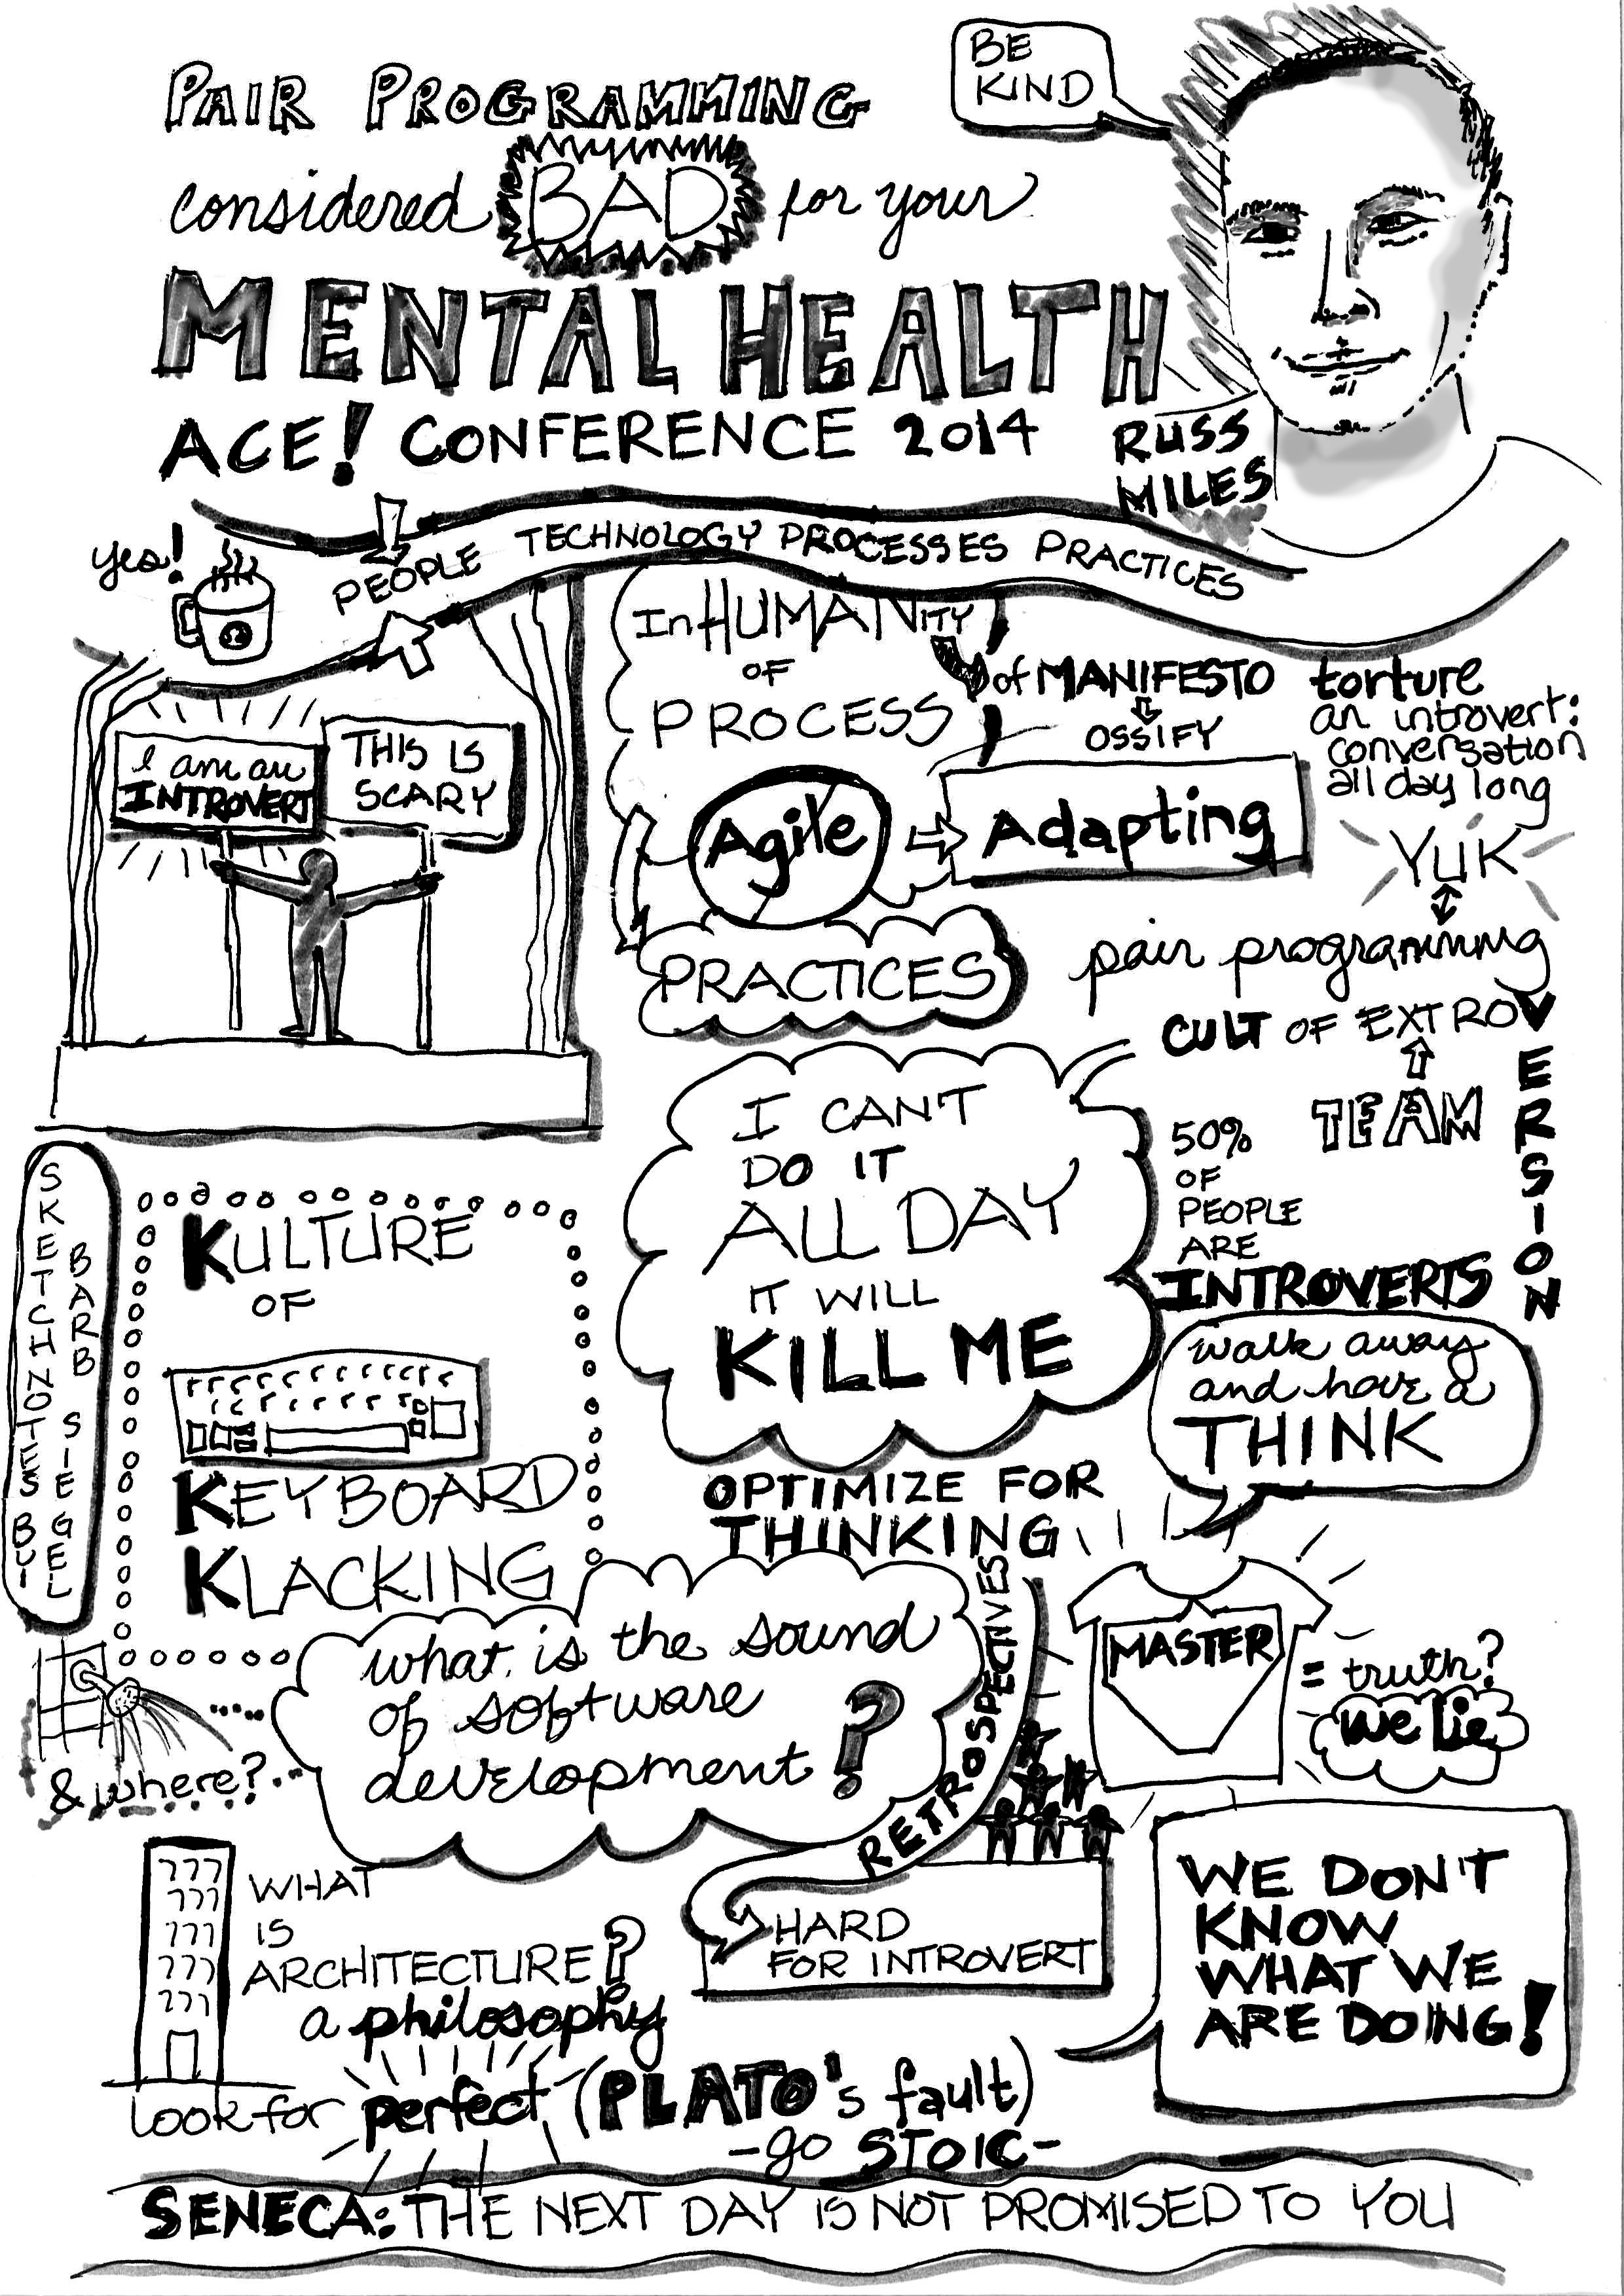 PAIR PROGRAMMING
considered BAD for your
MENTAL HEALTH
ACE! CONFERENCE 2014
BE
KIND
RUSS
MILES
yes!
PEOPLE TECHNOLOGY PROCESSES PRACTICES
I am an
INTROVERT
THIS IS
SCARY
InHUMANITY
OF
PROCESS
of MANIFESTO
OSSIFY
Agile
Adapting
PRACTICES
torture
an introvert:
conversation
all day long
YUK
pair programming
CULT OF EXTROVERSION
TEAM
50%
OF
PEOPLE
ARE
INTROVERTS
I CAN'T
DO IT
ALL DAY
IT WILL
KILL ME
walk away
and have a
THINK
SKETCHNOTES BY
BARB SIEGEL
KULTURE
OF
KEYBOARD
KLACKING
OPTIMIZE FOR
THINKING
what is the sound
of software
development?
& where?...
RETROSPECTIVES
HARD
FOR INTROVERT
MASTER
= truth?
we lie
WE DON'T
KNOW
WHAT WE
ARE DOING!
WHAT
IS
ARCHITECTURE?
a philosophy
look for perfect (PLATO's fault)
- go STOIC -
SENECA: THE NEXT DAY IS NOT PROMISED TO YOU